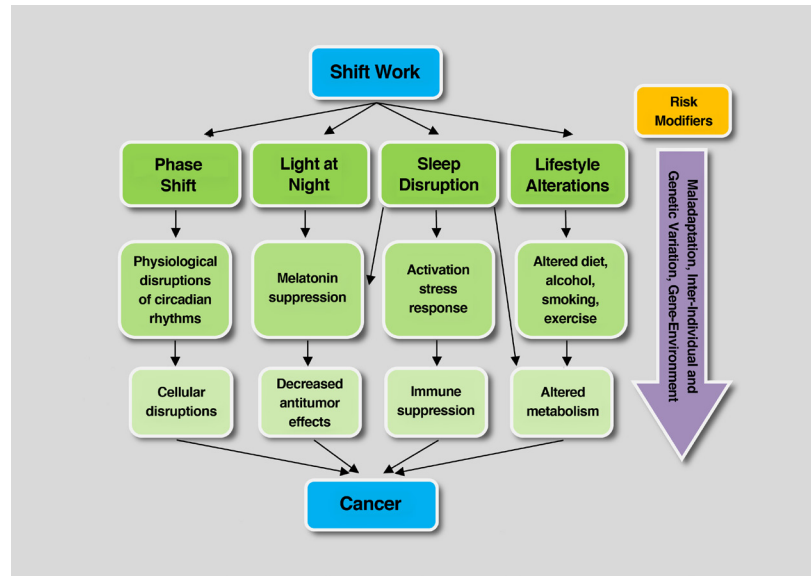 Shift Work
Risk
Modifiers
Phase
Shift
Light at
Night
Sleep
Disruption
Lifestyle
Alterations
Physiological
disruptions
of circadian
rhythms
Melatonin
suppression
Activation
stress
response
Altered diet,
alcohol,
smoking,
exercise
Cellular
disruptions
Decreased
antitumor
effects
Immune
suppression
Altered
metabolism
Cancer
Maladaptation, Inter-Individual and
Genetic Variation, Gene-Environment